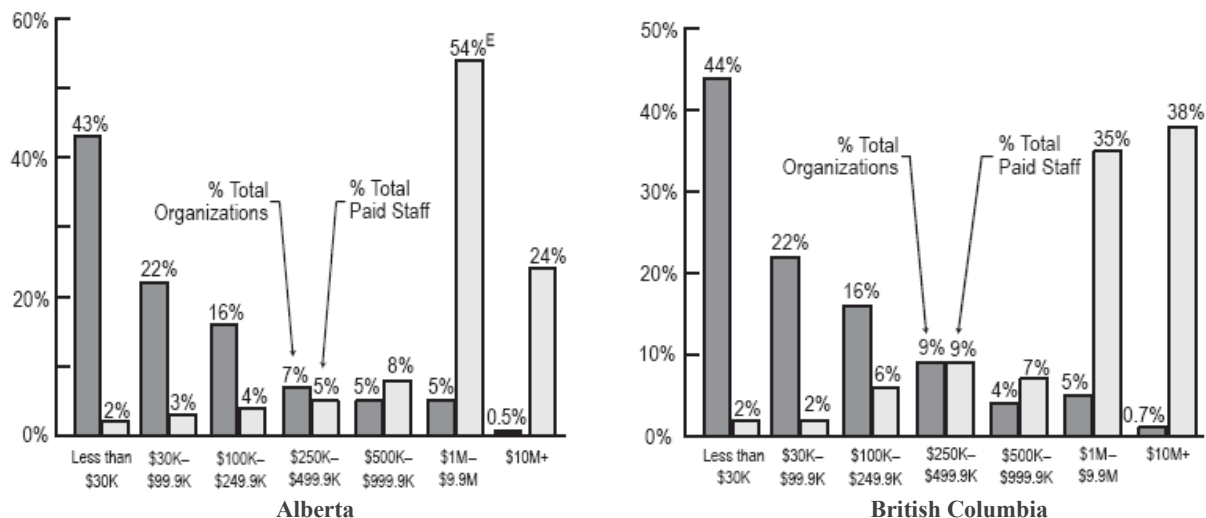 60%
40%
20%
0%
43%
2%
22%
3%
16%
4%
7%
5%
5%
8%
5%
54%E
0.5%
24%
% Total
Organizations
% Total
Paid Staff
Less than
$30K
$30K–
$99.9K
$100K–
$249.9K
$250K–
$499.9K
$500K–
$999.9K
$1M–
$9.9M
$10M+
Alberta
50%
40%
30%
20%
10%
0%
44%
2%
22%
2%
16%
6%
9%
9%
4%
7%
5%
35%
0.7%
38%
% Total
Organizations
% Total
Paid Staff
Less than
$30K
$30K–
$99.9K
$100K–
$249.9K
$250K–
$499.9K
$500K–
$999.9K
$1M–
$9.9M
$10M+
British Columbia